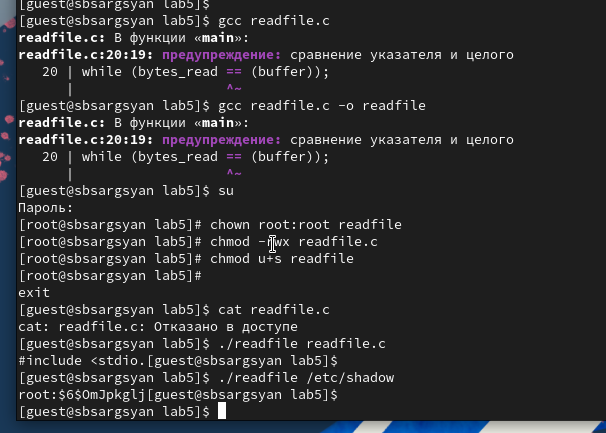 [guest@sbsargsyan lab5]$
[guest@sbsargsyan lab5]$ gcc readfile.c
readfile.c: В функции «main»:
readfile.c:20:19: предупреждение: сравнение указателя и целого
20 | while (bytes_read == (buffer));
| ^~
[guest@sbsargsyan lab5]$ gcc readfile.c -o readfile
readfile.c: В функции «main»:
readfile.c:20:19: предупреждение: сравнение указателя и целого
20 | while (bytes_read == (buffer));
| ^~
[guest@sbsargsyan lab5]$ su
Пароль:
[root@sbsargsyan lab5]# chown root:root readfile
[root@sbsargsyan lab5]# chmod -rwx readfile.c
[root@sbsargsyan lab5]# chmod u+s readfile
[root@sbsargsyan lab5]#
exit
[guest@sbsargsyan lab5]$ cat readfile.c
cat: readfile.c: Отказано в доступе
[guest@sbsargsyan lab5]$ ./readfile readfile.c
#include <stdio.[guest@sbsargsyan lab5]$
[guest@sbsargsyan lab5]$ ./readfile /etc/shadow
root:$6$OmJpkglj[guest@sbsargsyan lab5]$
[guest@sbsargsyan lab5]$